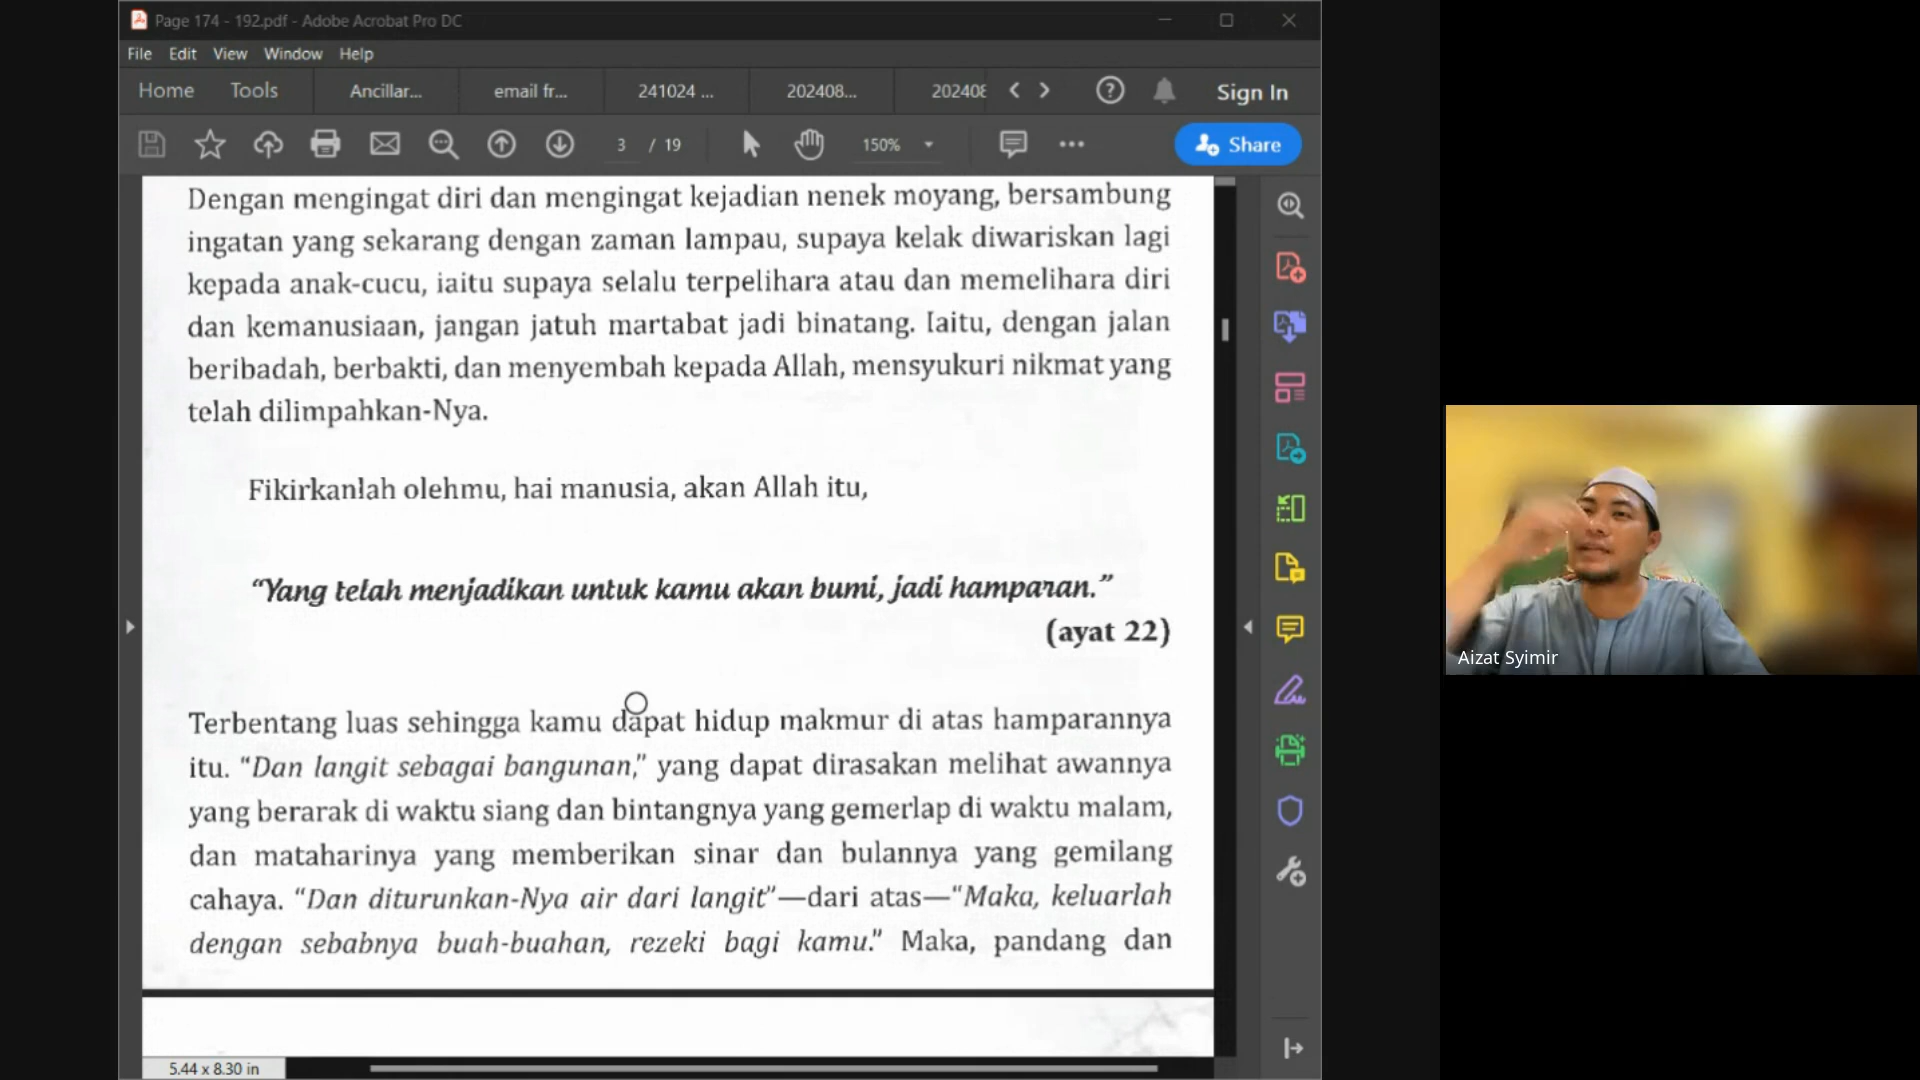 Page 174 - 192.pdf - Adobe Acrobat Pro DC
File Edit View Window Help
Home Tools Ancillar... email fr... 241024 ... 202408... 202408 Sign In
3 / 19 150% Share
Dengan mengingat diri dan mengingat kejadian nenek moyang, bersambung
ingatan yang sekarang dengan zaman lampau, supaya kelak diwariskan lagi
kepada anak-cucu, iaitu supaya selalu terpelihara atau dan memelihara diri
dan kemanusiaan, jangan jatuh martabat jadi binatang. Iaitu, dengan jalan
beribadah, berbakti, dan menyembah kepada Allah, mensyukuri nikmat yang
telah dilimpahkan-Nya.
Fikirkanlah olehmu, hai manusia, akan Allah itu,
“Yang telah menjadikan untuk kamu akan bumi, jadi hamparan.”
(ayat 22)
Terbentang luas sehingga kamu dapat hidup makmur di atas hamparannya
itu. “Dan langit sebagai bangunan,” yang dapat dirasakan melihat awannya
yang berarak di waktu siang dan bintangnya yang gemerlap di waktu malam,
dan mataharinya yang memberikan sinar dan bulannya yang gemilang
cahaya. “Dan diturunkan-Nya air dari langit”—dari atas—“Maka, keluarlah
dengan sebabnya buah-buahan, rezeki bagi kamu.” Maka, pandang dan
5.44 x 8.30 in
Aizat Syimir